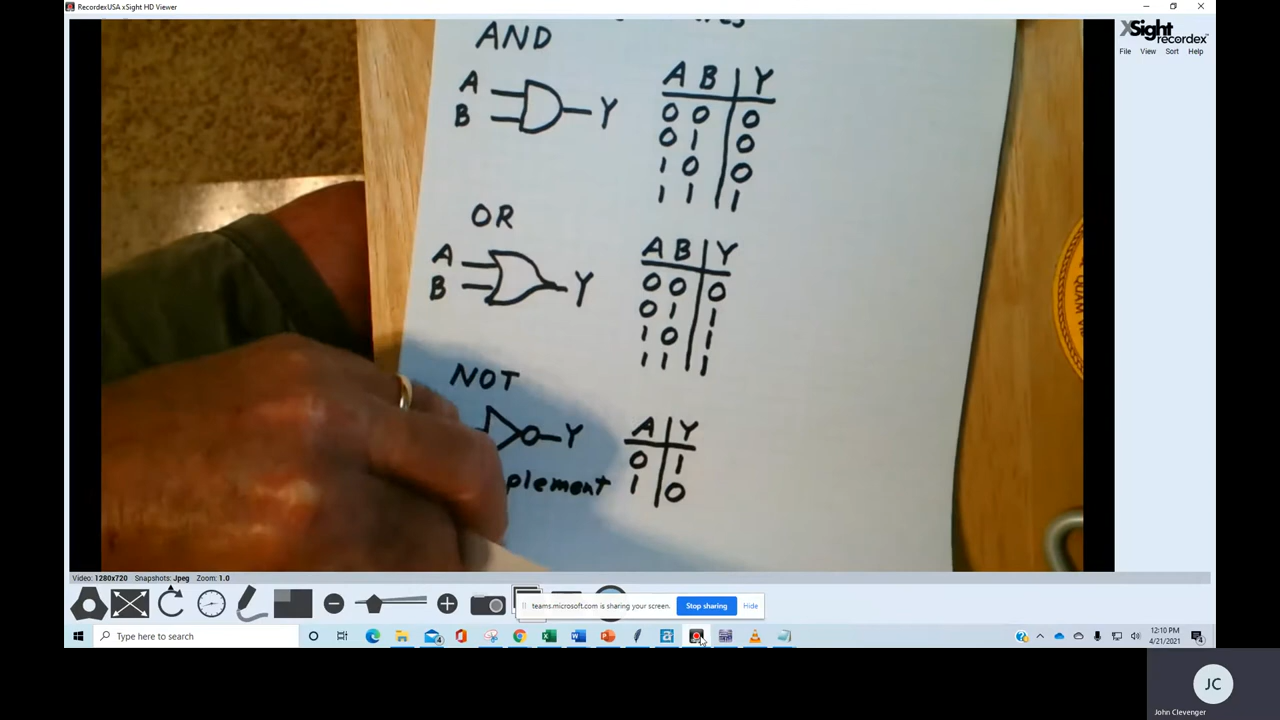 RecordexUSA xSight HD Viewer
XSight
recordex
File View Sort Help
AND
A
B
Y
A B Y
0 0 0
0 1 0
1 0 0
1 1 1
OR
A
B
Y
A B Y
0 0 0
0 1 1
1 0 1
1 1 1
NOT
Y
A Y
0 1
1 0
plement
Video: 1280x720 Snapshots: Jpeg Zoom: 1.0
teams.microsoft.com is sharing your screen. Stop sharing Hide
Type here to search
12:10 PM
4/21/2021
JC
John Clevenger